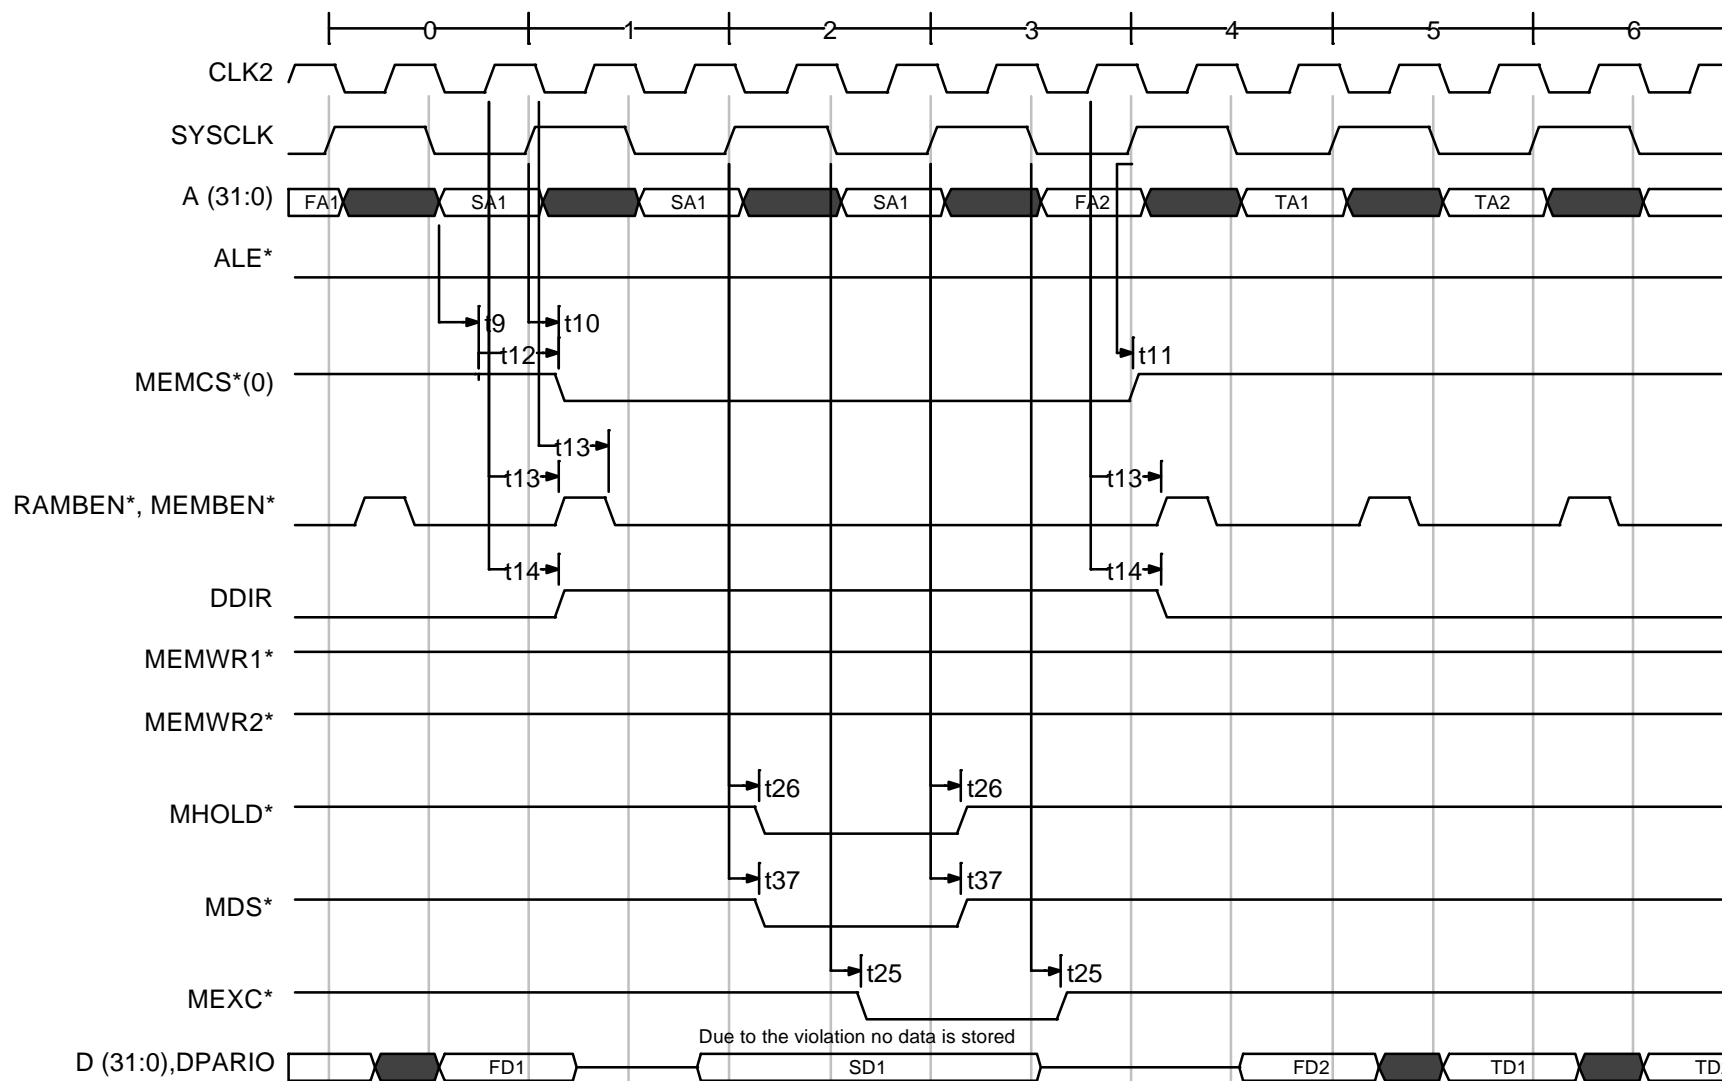 0 1 2 3 4 5 6
CLK2
SYSCLK
A (31:0) FA1 SA1 SA1 SA1 FA2 TA1 TA2
ALE*
t9 t10
t12 t11
MEMCS*(0)
t13
t13 t13
RAMBEN*, MEMBEN*
t14 t14
DDIR
MEMWR1*
MEMWR2*
t26 t26
MHOLD*
t37 t37
MDS*
t25 t25
MEXC*
Due to the violation no data is stored
D (31:0),DPARIO FD1 SD1 FD2 TD1 TD